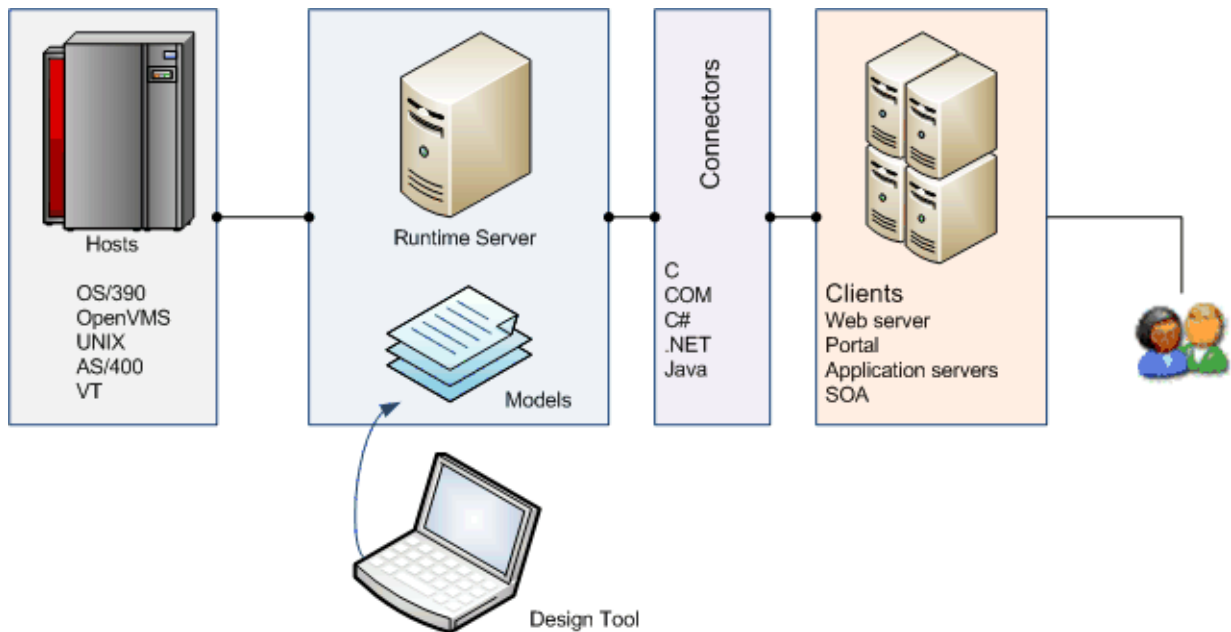 Hosts
OS/390
OpenVMS
UNIX
AS/400
VT
Runtime Server
Models
Design Tool
Connectors
C
COM
C#
.NET
Java
Clients
Web server
Portal
Application servers
SOA